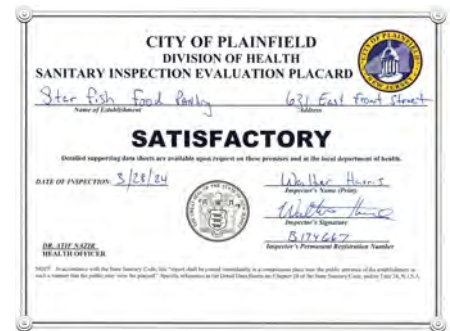 CITY OF PLAINFIELD
DIVISION OF HEALTH
SANITARY INSPECTION EVALUATION PLACARD
Star fish food Pantry 631 East Front Street
Name of Establishment Address
SATISFACTORY
Detailed supporting data sheets are available upon request on these premises and at the local department of health.
DATE OF INSPECTION: 3/28/24 Walther Harris
Inspector's Name (Print)
Inspector's Signature
B174667
DR. ATIF NAZIR Inspector's Permanent Registration Number
HEALTH OFFICER